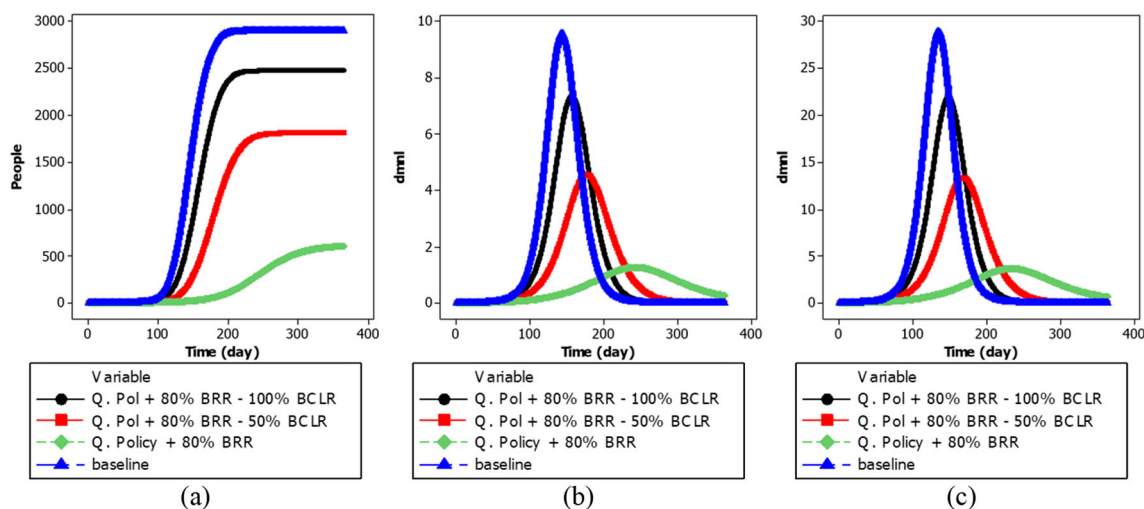 3000
2500
2000
1500
1000
500
0
People
0 100 200 300 400
Time (day)
Variable
Q. Pol + 80% BRR - 100% BCLR
Q. Pol + 80% BRR - 50% BCLR
Q. Policy + 80% BRR
baseline
(a)
10
8
6
4
2
0
dmnl
0 100 200 300 400
Time (day)
Variable
Q. Pol + 80% BRR - 100% BCLR
Q. Pol + 80% BRR - 50% BCLR
Q. Policy + 80% BRR
baseline
(b)
30
25
20
15
10
5
0
dmnl
0 100 200 300 400
Time (day)
Variable
Q. Pol + 80% BRR - 100% BCLR
Q. Pol + 80% BRR - 50% BCLR
Q. Policy + 80% BRR
baseline
(c)